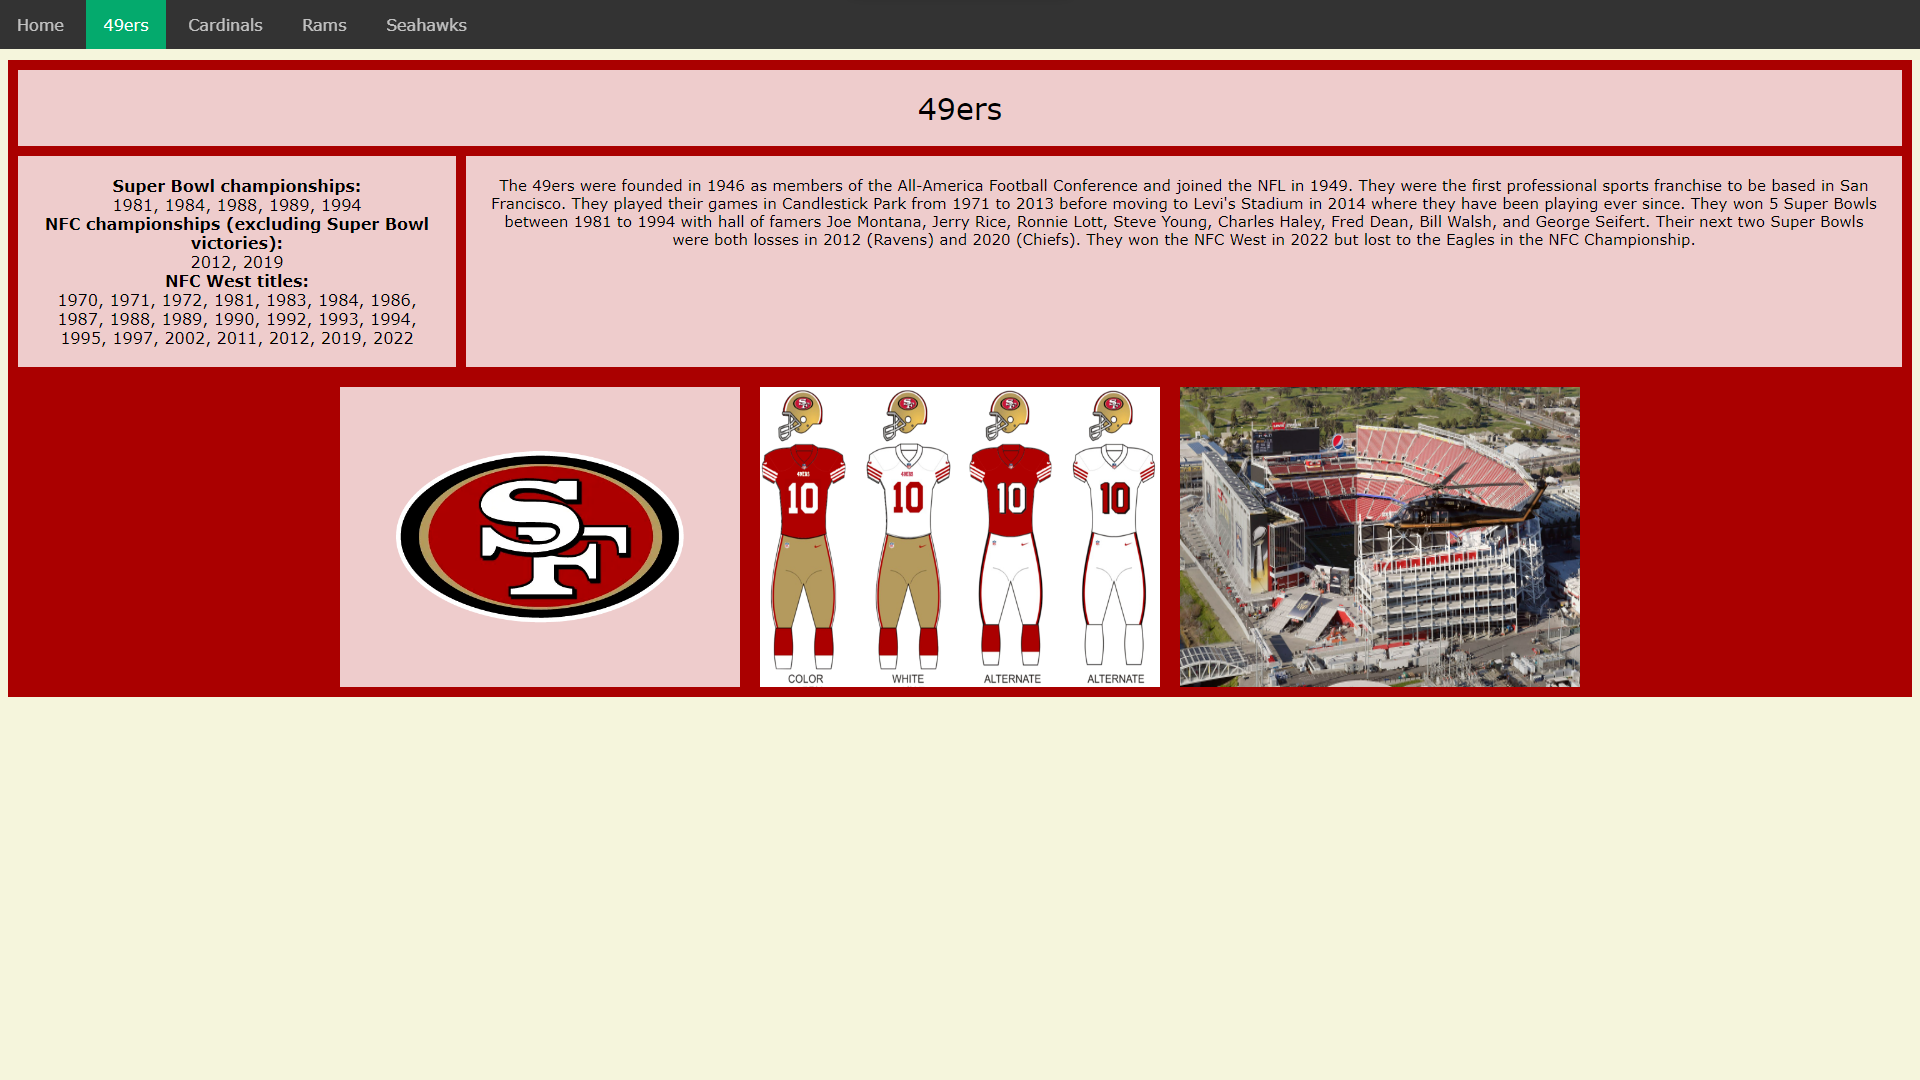 Home 49ers Cardinals Rams Seahawks
49ers
Super Bowl championships:
1981, 1984, 1988, 1989, 1994
NFC championships (excluding Super Bowl
victories):
2012, 2019
NFC West titles:
1970, 1971, 1972, 1981, 1983, 1984, 1986,
1987, 1988, 1989, 1990, 1992, 1993, 1994,
1995, 1997, 2002, 2011, 2012, 2019, 2022
The 49ers were founded in 1946 as members of the All-America Football Conference and joined the NFL in 1949. They were the first professional sports franchise to be based in San
Francisco. They played their games in Candlestick Park from 1971 to 2013 before moving to Levi's Stadium in 2014 where they have been playing ever since. They won 5 Super Bowls
between 1981 to 1994 with hall of famers Joe Montana, Jerry Rice, Ronnie Lott, Steve Young, Charles Haley, Fred Dean, Bill Walsh, and George Seifert. Their next two Super Bowls
were both losses in 2012 (Ravens) and 2020 (Chiefs). They won the NFC West in 2022 but lost to the Eagles in the NFC Championship.
SF
49ERS 49ERS
10 10 10 10
COLOR WHITE ALTERNATE ALTERNATE